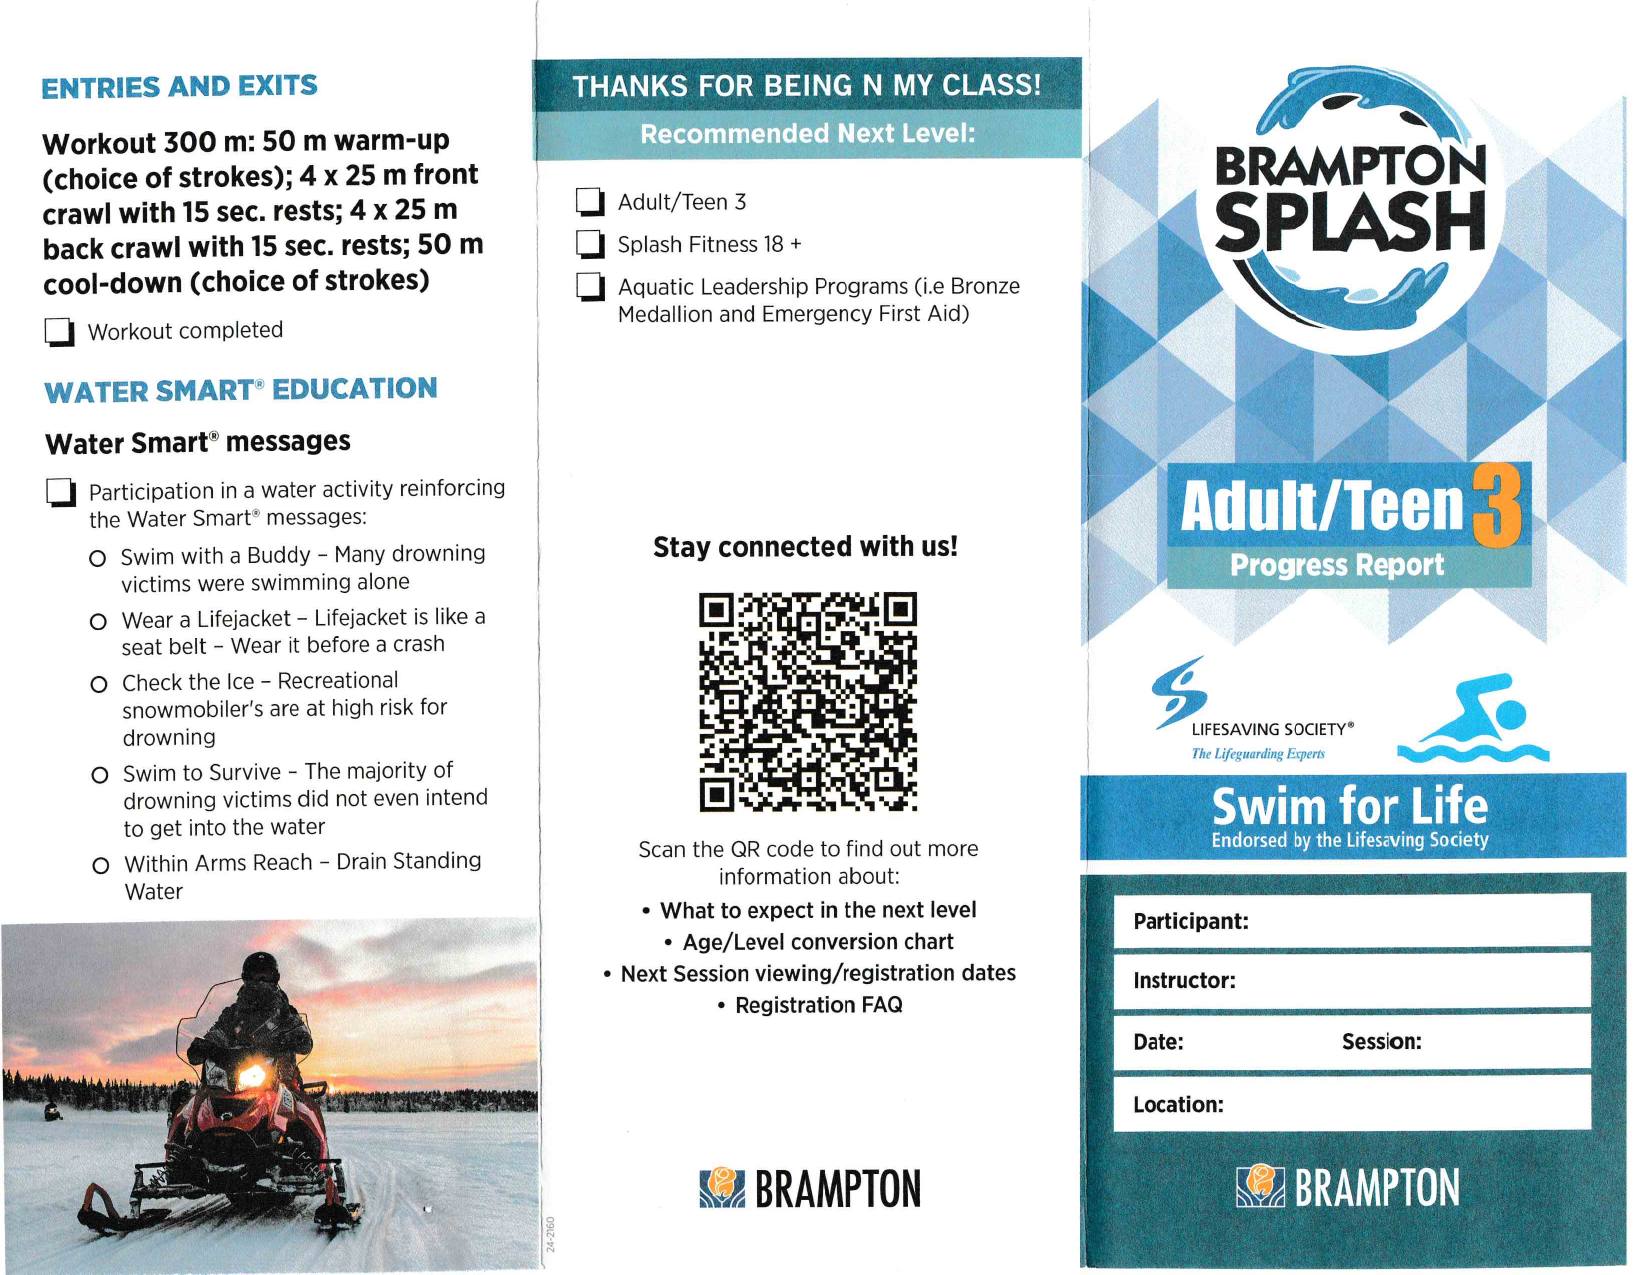 ENTRIES AND EXITS
Workout 300 m: 50 m warm-up
(choice of strokes); 4 x 25 m front
crawl with 15 sec. rests; 4 x 25 m
back crawl with 15 sec. rests; 50 m
cool-down (choice of strokes)
Workout completed
WATER SMART® EDUCATION
Water Smart® messages
Participation in a water activity reinforcing
the Water Smart® messages:
Swim with a Buddy – Many drowning
victims were swimming alone
Wear a Lifejacket – Lifejacket is like a
seat belt – Wear it before a crash
Check the Ice – Recreational
snowmobiler's are at high risk for
drowning
Swim to Survive – The majority of
drowning victims did not even intend
to get into the water
Within Arms Reach – Drain Standing
Water
THANKS FOR BEING N MY CLASS!
Recommended Next Level:
Adult/Teen 3
Splash Fitness 18 +
Aquatic Leadership Programs (i.e Bronze
Medallion and Emergency First Aid)
Stay connected with us!
Scan the QR code to find out more
information about:
• What to expect in the next level
• Age/Level conversion chart
• Next Session viewing/registration dates
• Registration FAQ
BRAMPTON
24-2160
BRAMPTON
SPLASH
Adult/Teen 3
Progress Report
LIFESAVING SOCIETY®
The Lifeguarding Experts
Swim for Life
Endorsed by the Lifesaving Society
Participant:
Instructor:
Date: Session:
Location:
BRAMPTON